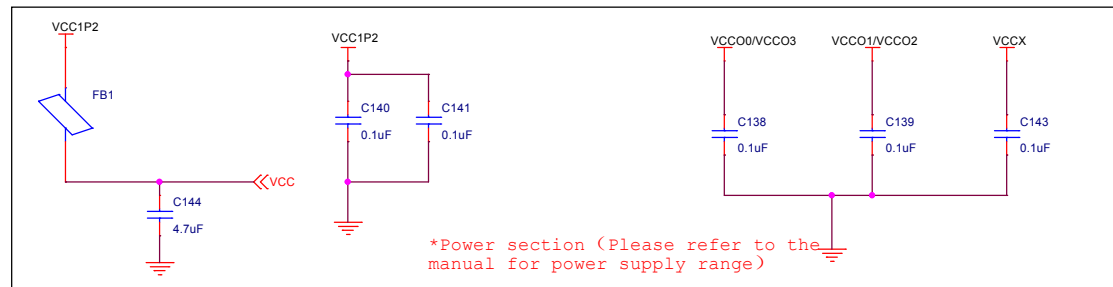 VCC1P2
FB1
VCC
C144
4.7uF
VCC1P2
C140
0.1uF
C141
0.1uF
VCCO0/VCCO3
VCCO1/VCCO2
VCCX
C138
0.1uF
C139
0.1uF
C143
0.1uF
*Power section（Please refer to the
manual for power supply range）